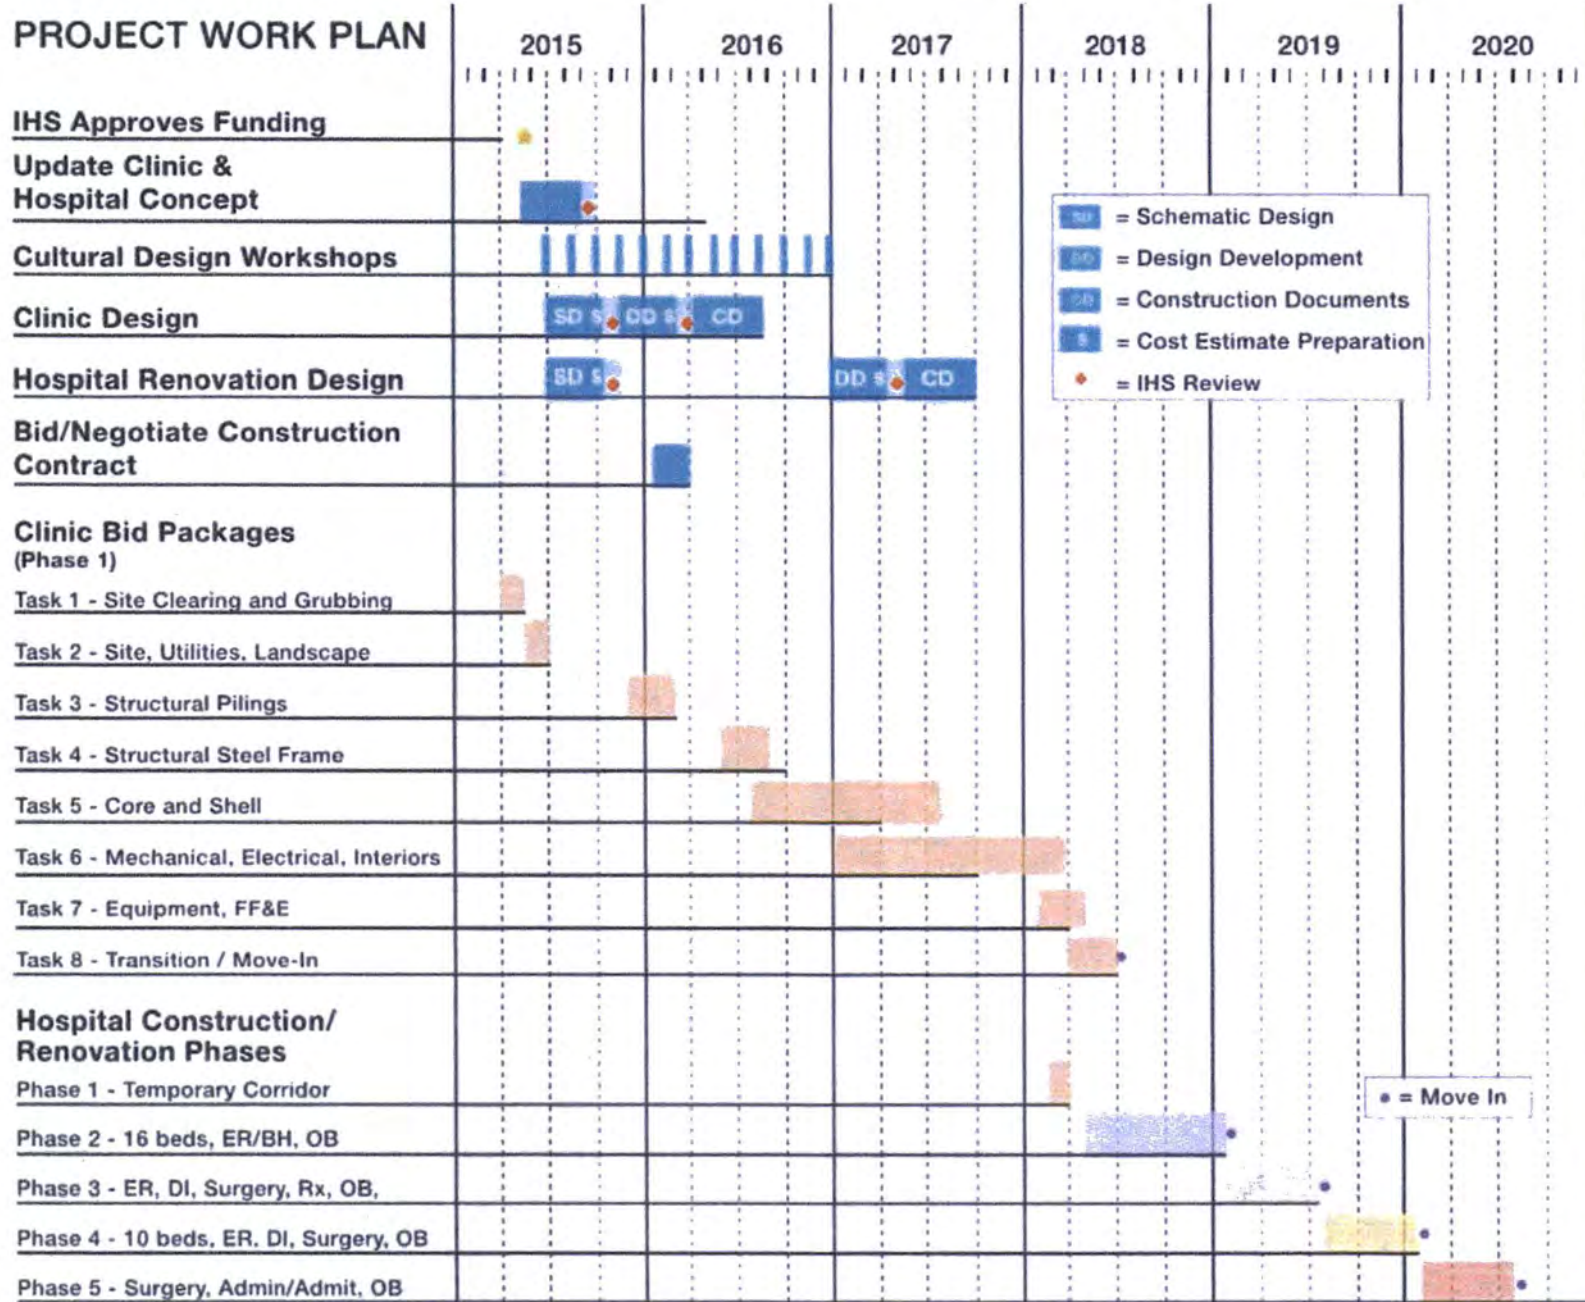 PROJECT WORK PLAN
2015 2016 2017 2018 2019 2020
IHS Approves Funding
Update Clinic &
Hospital Concept
Cultural Design Workshops
Clinic Design
SD $ DD $ CD
Hospital Renovation Design
SD $ DD $ CD
Bid/Negotiate Construction
Contract
SD = Schematic Design
DD = Design Development
CD = Construction Documents
$ = Cost Estimate Preparation
= IHS Review
Clinic Bid Packages
(Phase 1)
Task 1 - Site Clearing and Grubbing
Task 2 - Site, Utilities, Landscape
Task 3 - Structural Pilings
Task 4 - Structural Steel Frame
Task 5 - Core and Shell
Task 6 - Mechanical, Electrical, Interiors
Task 7 - Equipment, FF&E
Task 8 - Transition / Move-In
Hospital Construction/
Renovation Phases
Phase 1 - Temporary Corridor
= Move In
Phase 2 - 16 beds, ER/BH, OB
Phase 3 - ER, DI, Surgery, Rx, OB,
Phase 4 - 10 beds, ER, DI, Surgery, OB
Phase 5 - Surgery, Admin/Admit, OB